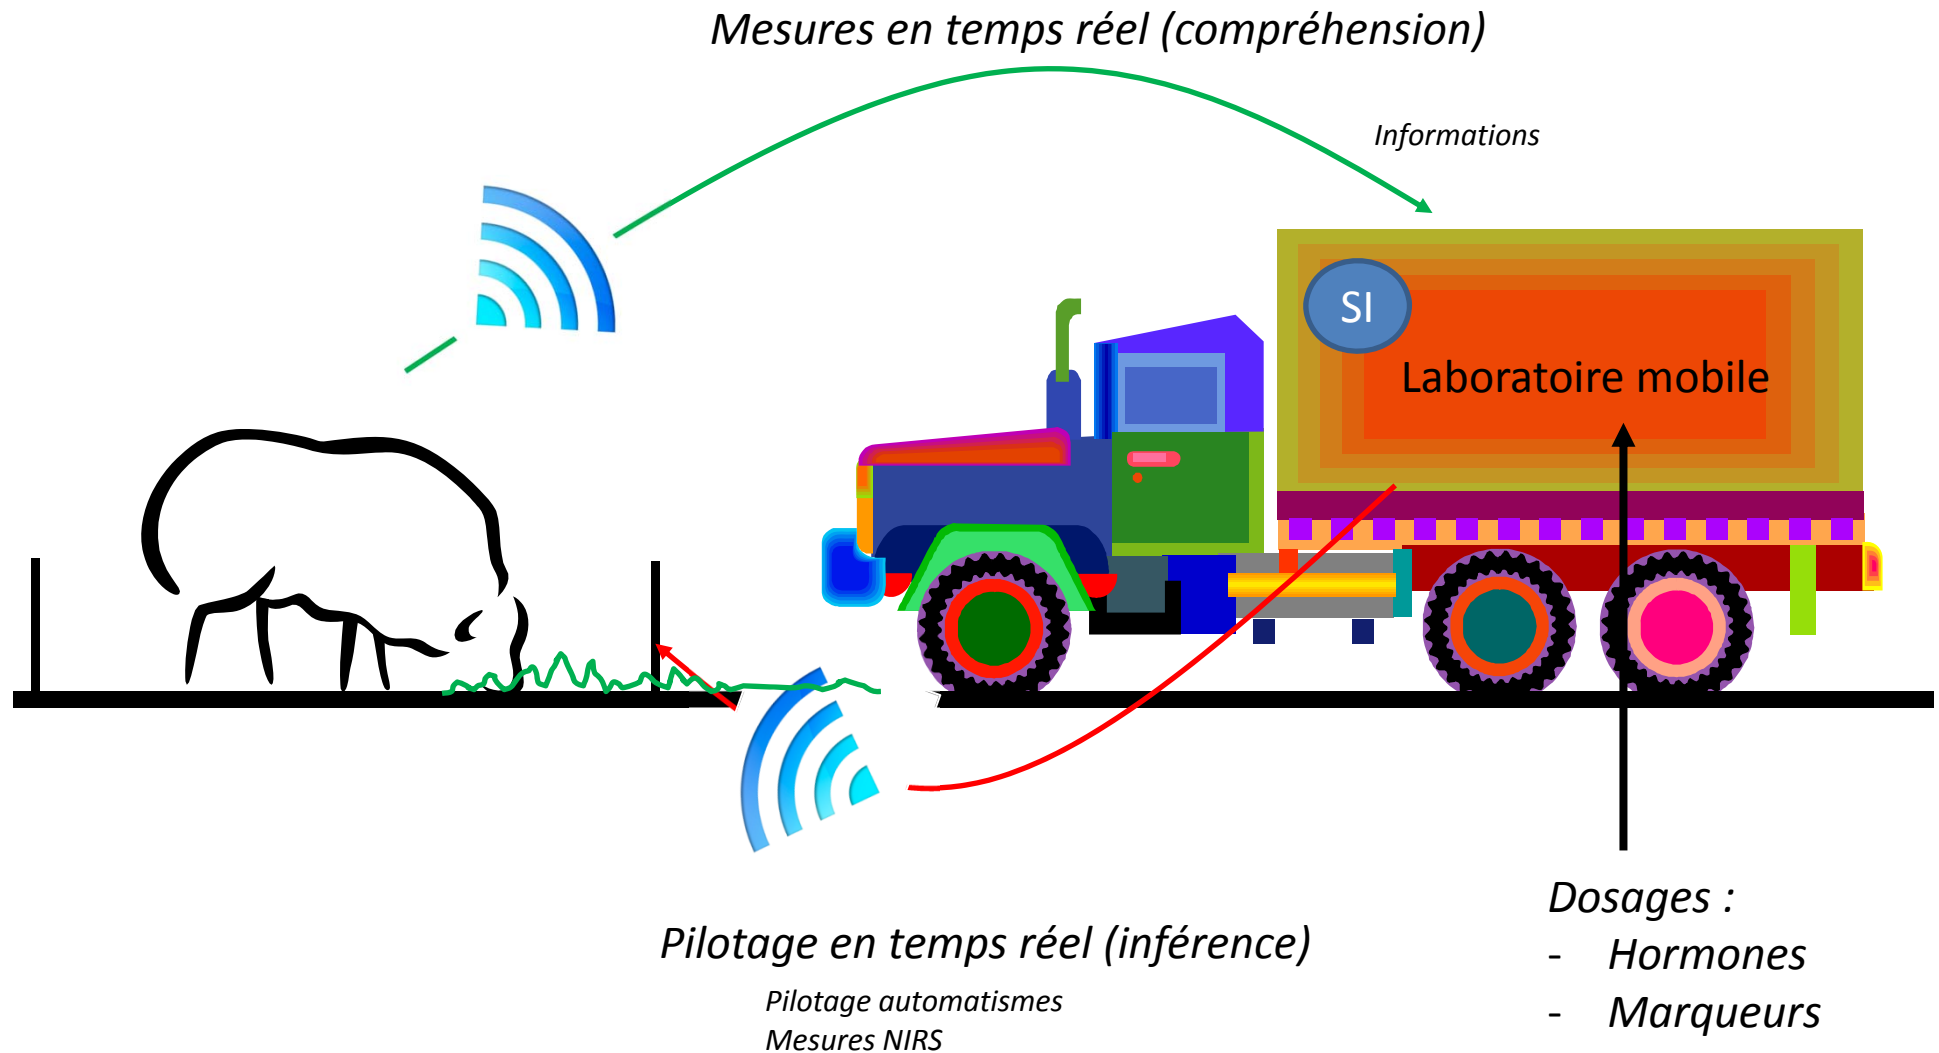 Mesures en temps réel (compréhension)
Informations
SI
Laboratoire mobile
Pilotage en temps réel (inférence)
Pilotage automatismes
Mesures NIRS
Dosages :
- Hormones
- Marqueurs